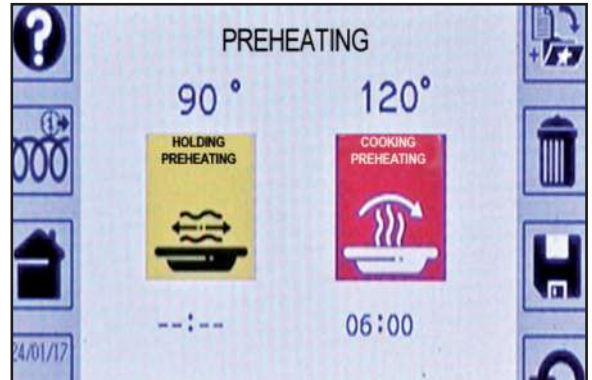 ?
PREHEATING
90° 120°
HOLDING
PREHEATING
COOKING
PREHEATING
--:-- 06:00
24/01/17